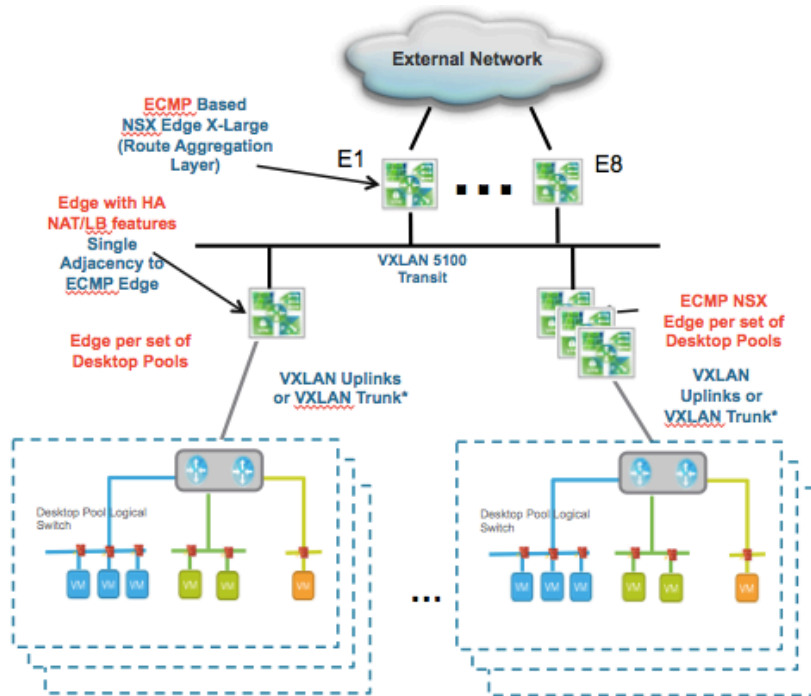 External Network
ECMP Based
NSX Edge X-Large
(Route Aggregation
Layer)
E1
E8
Edge with HA
NAT/LB features
Single
Adjacency to
ECMP Edge
VXLAN 5100
Transit
Edge per set of
Desktop Pools
ECMP NSX
Edge per set of
Desktop Pools
VXLAN Uplinks
or VXLAN Trunk*
VXLAN
Uplinks or
VXLAN Trunk*
Desktop Pool Logical
Switch
VM VM VM VM VM VM
...
Desktop Pool Logical
Switch
VM VM VM VM VM VM